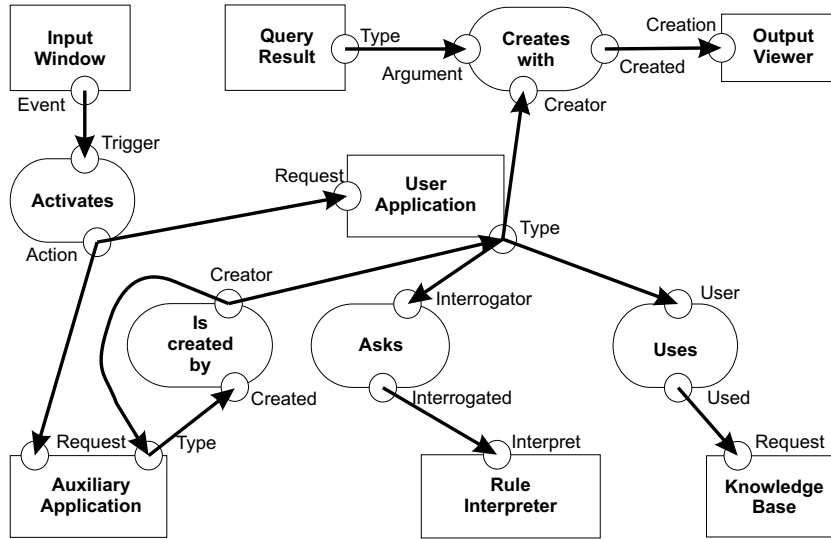 Input
Window
Query
Result
Type
Argument
Creates
with
Creation
Created
Output
Viewer
Event
Creator
Trigger
Activates
Request
User
Application
Action
Type
Creator
Interrogator
User
Is
created
by
Asks
Uses
Created
Interrogated
Used
Request
Type
Interpret
Request
Auxiliary
Application
Rule
Interpreter
Knowledge
Base